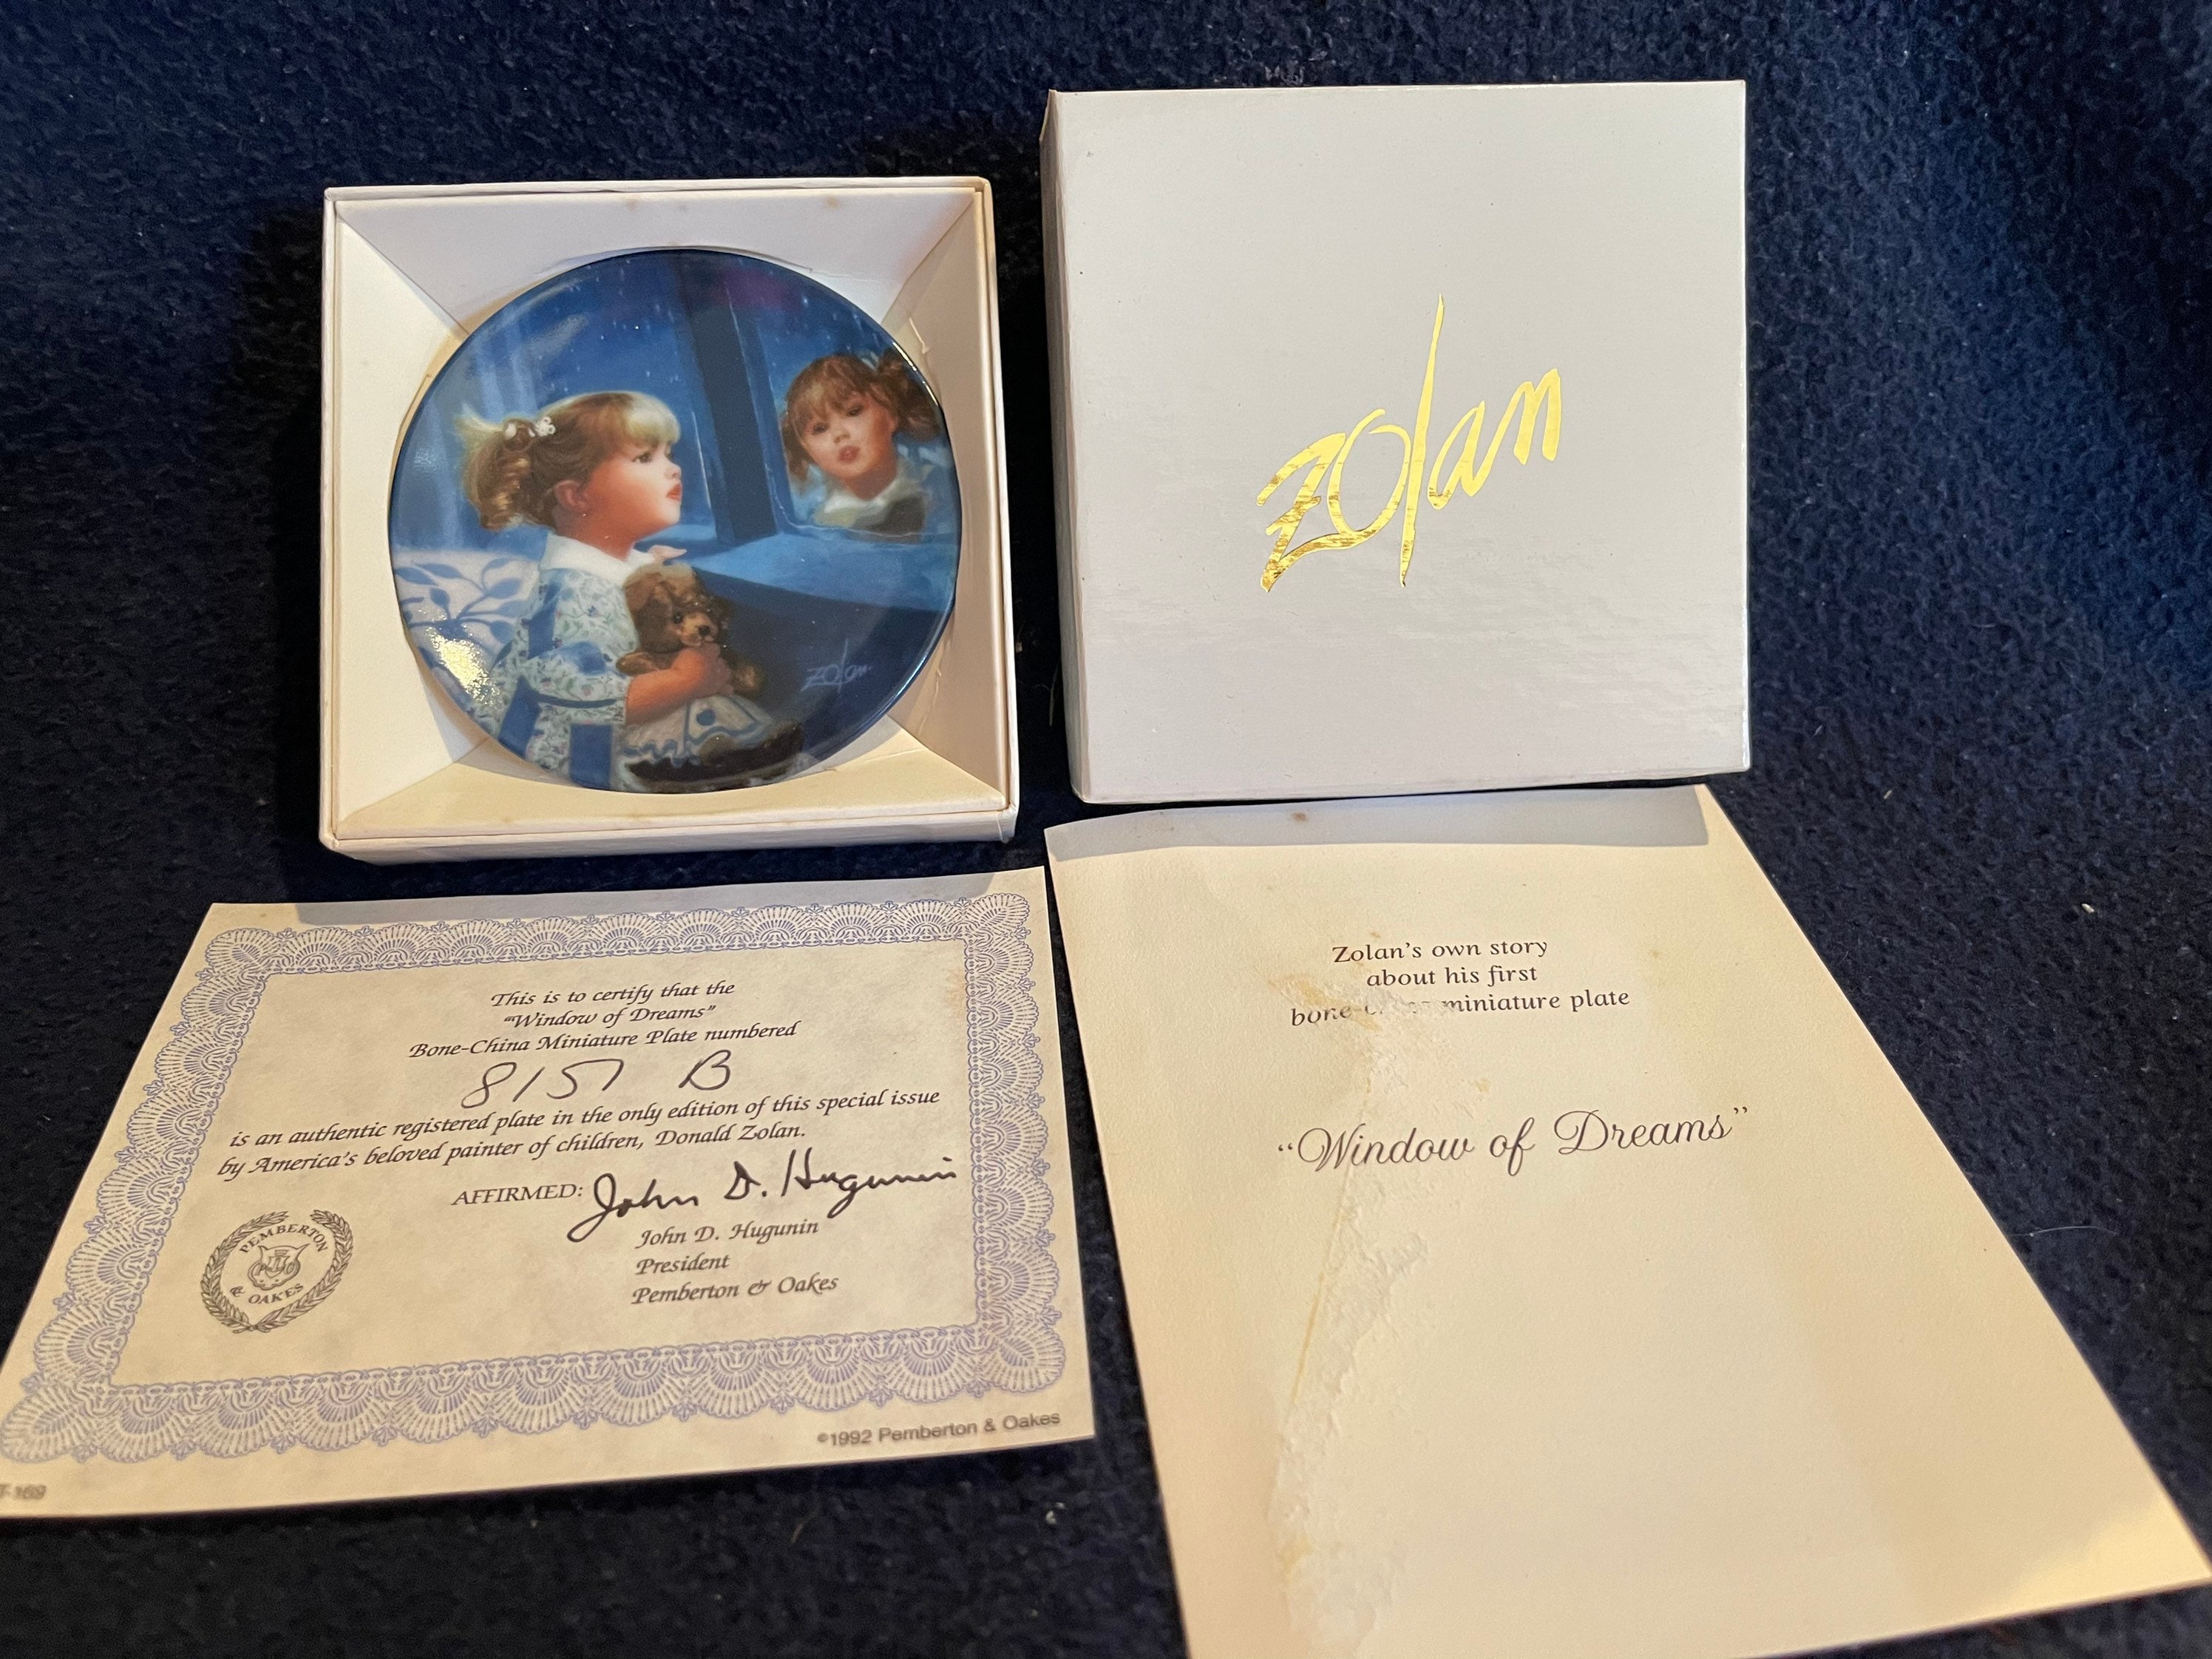 Zolan
Zolan
This is to certify that the
"Window of Dreams"
Bone-China Miniature Plate numbered
8157 B
is an authentic registered plate in the only edition of this special issue
by America's beloved painter of children, Donald Zolan.
AFFIRMED: John D. Hugunin
John D. Hugunin
President
Pemberton & Oakes
PEMBERTON
& OAKES
©1992 Pemberton & Oakes
Zolan's own story
about his first
miniature plate
"Window of Dreams"